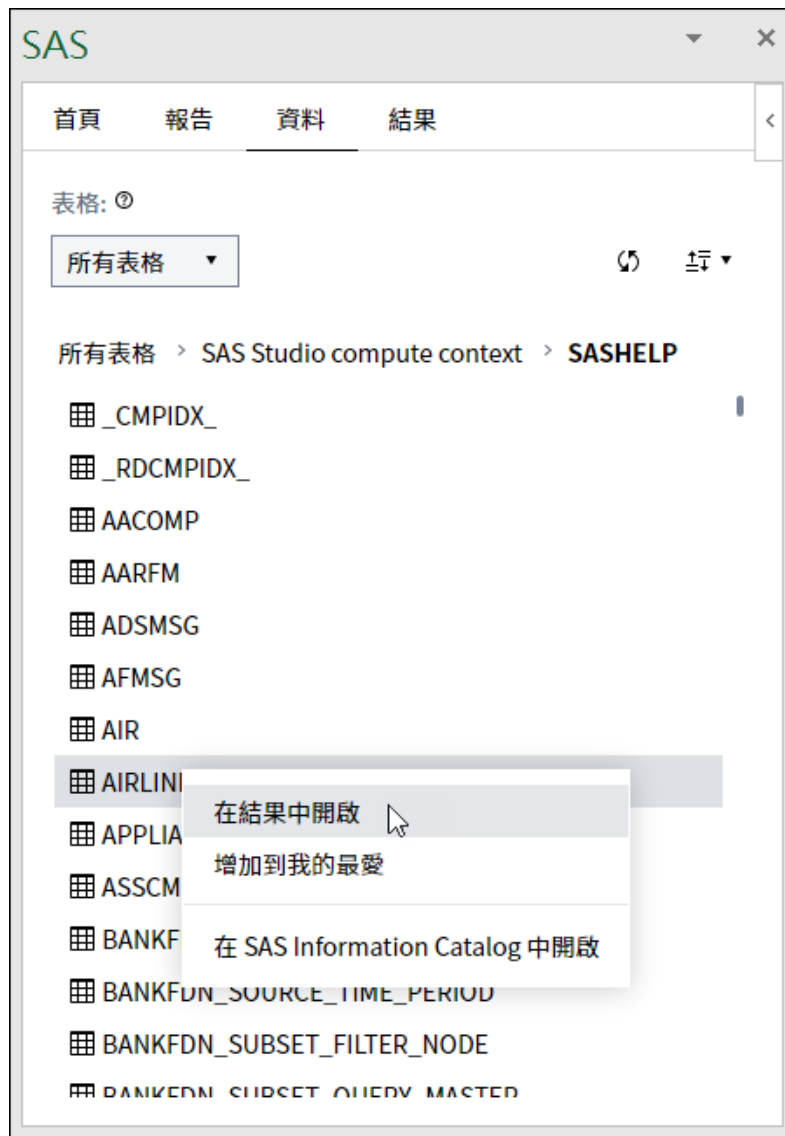 SAS
首頁 報告 資料 結果
表格:
所有表格
所有表格 > SAS Studio compute context > SASHELP
_CMPIDX_
_RDCMPIDX_
AACOMP
AARFM
ADSMSG
AFMSG
AIR
AIRLIN
在結果中開啟
APPLIA
增加到我的最愛
ASSCM
BANKF
在 SAS Information Catalog 中開啟
BANKFDN_SOURCE_TIME_PERIOD
BANKFDN_SUBSET_FILTER_NODE
BANKFDN_SUBSET_QUERY_MASTER